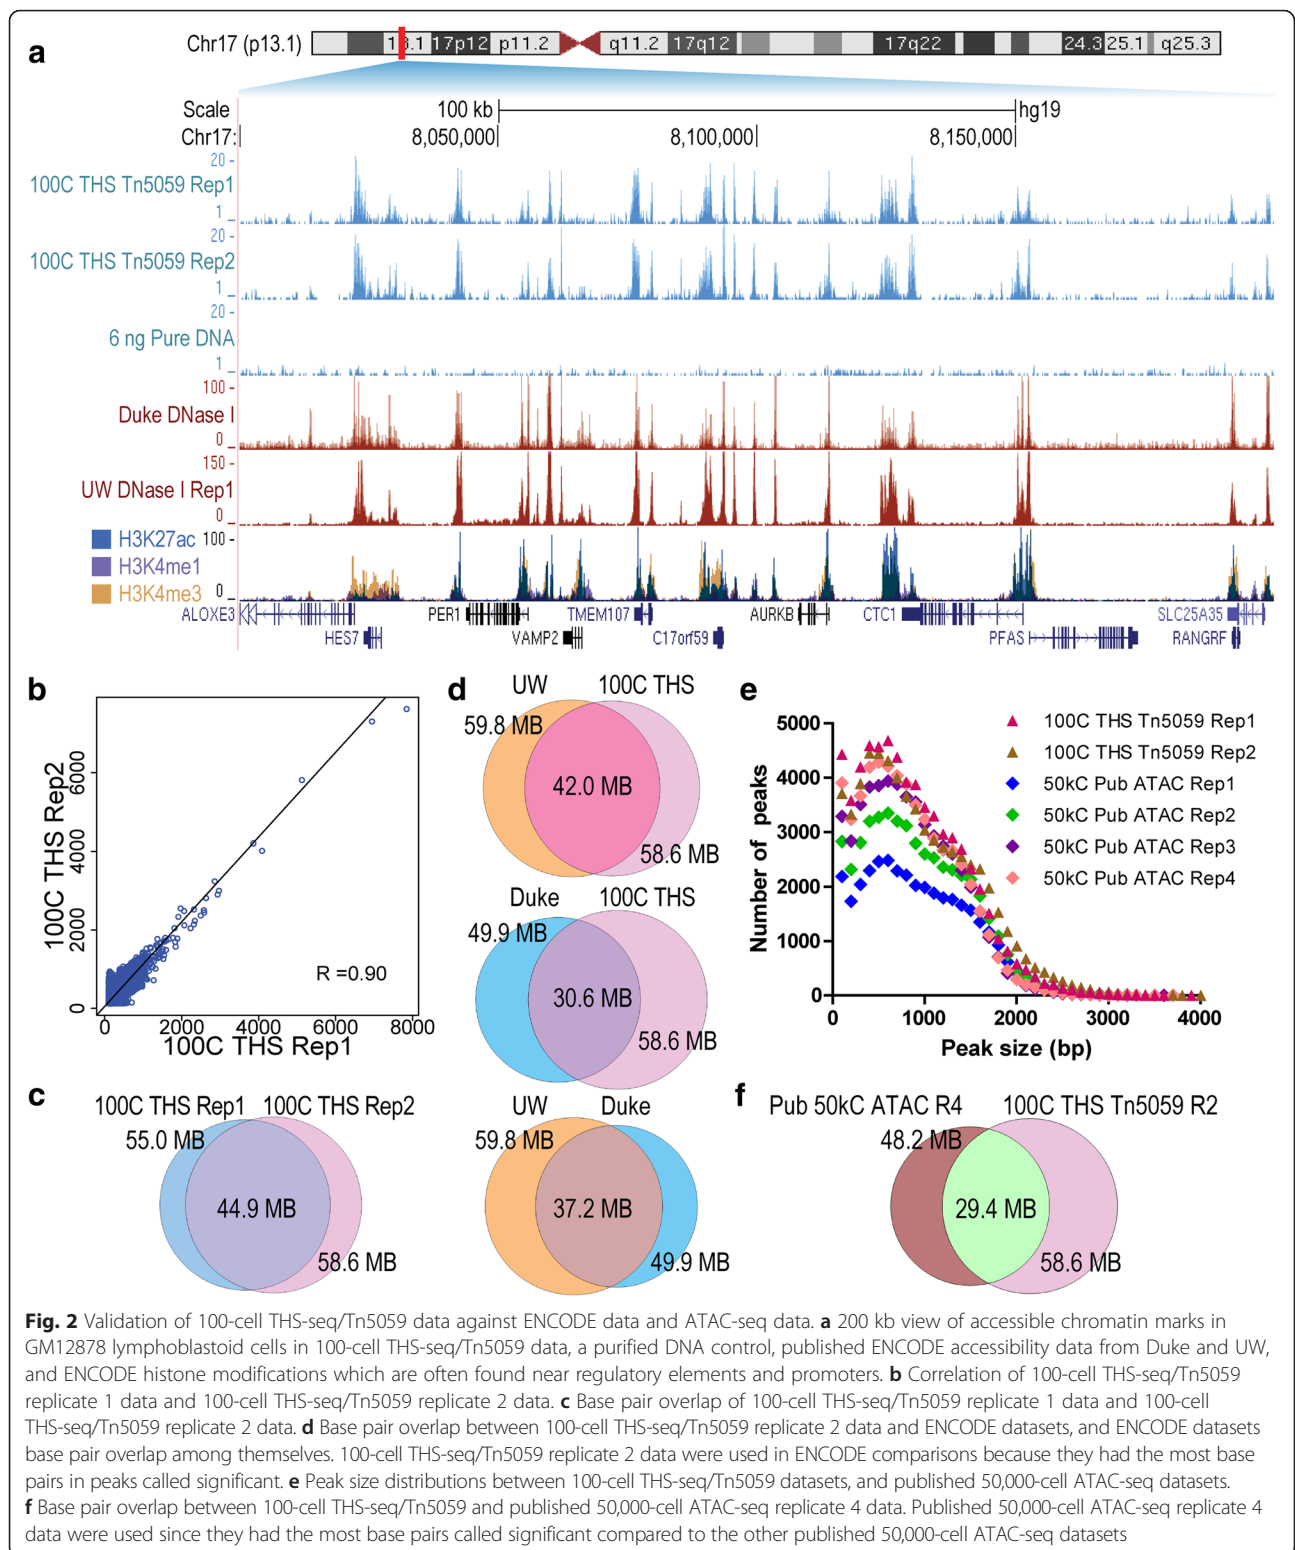 a
Chr17 (p13.1)
13.1 17p12 p11.2 q11.2 17q12 17q22 24.3 25.1 q25.3
Scale 100 kb hg19
Chr17: 8,050,000 8,100,000 8,150,000
20 -
100C THS Tn5059 Rep1
1 _
20 -
100C THS Tn5059 Rep2
1 _
20 -
6 ng Pure DNA
1 _
100 -
Duke DNase I
0 _
150 -
UW DNase I Rep1
0 _
H3K27ac 100 -
H3K4me1
H3K4me3 0 _
ALOXE3 PER1 TMEM107 AURKB CTC1 SLC25A35
HES7 VAMP2 C17orf59 PFAS RANGRF
b
100C THS Rep2
0 2000 4000 6000
R =0.90
0 2000 4000 6000 8000
100C THS Rep1
c
100C THS Rep1 100C THS Rep2
55.0 MB
44.9 MB
58.6 MB
d
UW 100C THS
59.8 MB
42.0 MB
58.6 MB
Duke 100C THS
49.9 MB
30.6 MB
58.6 MB
UW Duke
59.8 MB
37.2 MB
49.9 MB
e
Number of peaks
5000
4000
3000
2000
1000
0
0 1000 2000 3000 4000
Peak size (bp)
100C THS Tn5059 Rep1
100C THS Tn5059 Rep2
50kC Pub ATAC Rep1
50kC Pub ATAC Rep2
50kC Pub ATAC Rep3
50kC Pub ATAC Rep4
f
Pub 50kC ATAC R4 100C THS Tn5059 R2
48.2 MB
29.4 MB
58.6 MB
Fig. 2 Validation of 100-cell THS-seq/Tn5059 data against ENCODE data and ATAC-seq data. a 200 kb view of accessible chromatin marks in
GM12878 lymphoblastoid cells in 100-cell THS-seq/Tn5059 data, a purified DNA control, published ENCODE accessibility data from Duke and UW,
and ENCODE histone modifications which are often found near regulatory elements and promoters. b Correlation of 100-cell THS-seq/Tn5059
replicate 1 data and 100-cell THS-seq/Tn5059 replicate 2 data. c Base pair overlap of 100-cell THS-seq/Tn5059 replicate 1 data and 100-cell
THS-seq/Tn5059 replicate 2 data. d Base pair overlap between 100-cell THS-seq/Tn5059 replicate 2 data and ENCODE datasets, and ENCODE datasets
base pair overlap among themselves. 100-cell THS-seq/Tn5059 replicate 2 data were used in ENCODE comparisons because they had the most base
pairs in peaks called significant. e Peak size distributions between 100-cell THS-seq/Tn5059 datasets, and published 50,000-cell ATAC-seq datasets.
f Base pair overlap between 100-cell THS-seq/Tn5059 and published 50,000-cell ATAC-seq replicate 4 data. Published 50,000-cell ATAC-seq replicate 4
data were used since they had the most base pairs called significant compared to the other published 50,000-cell ATAC-seq datasets